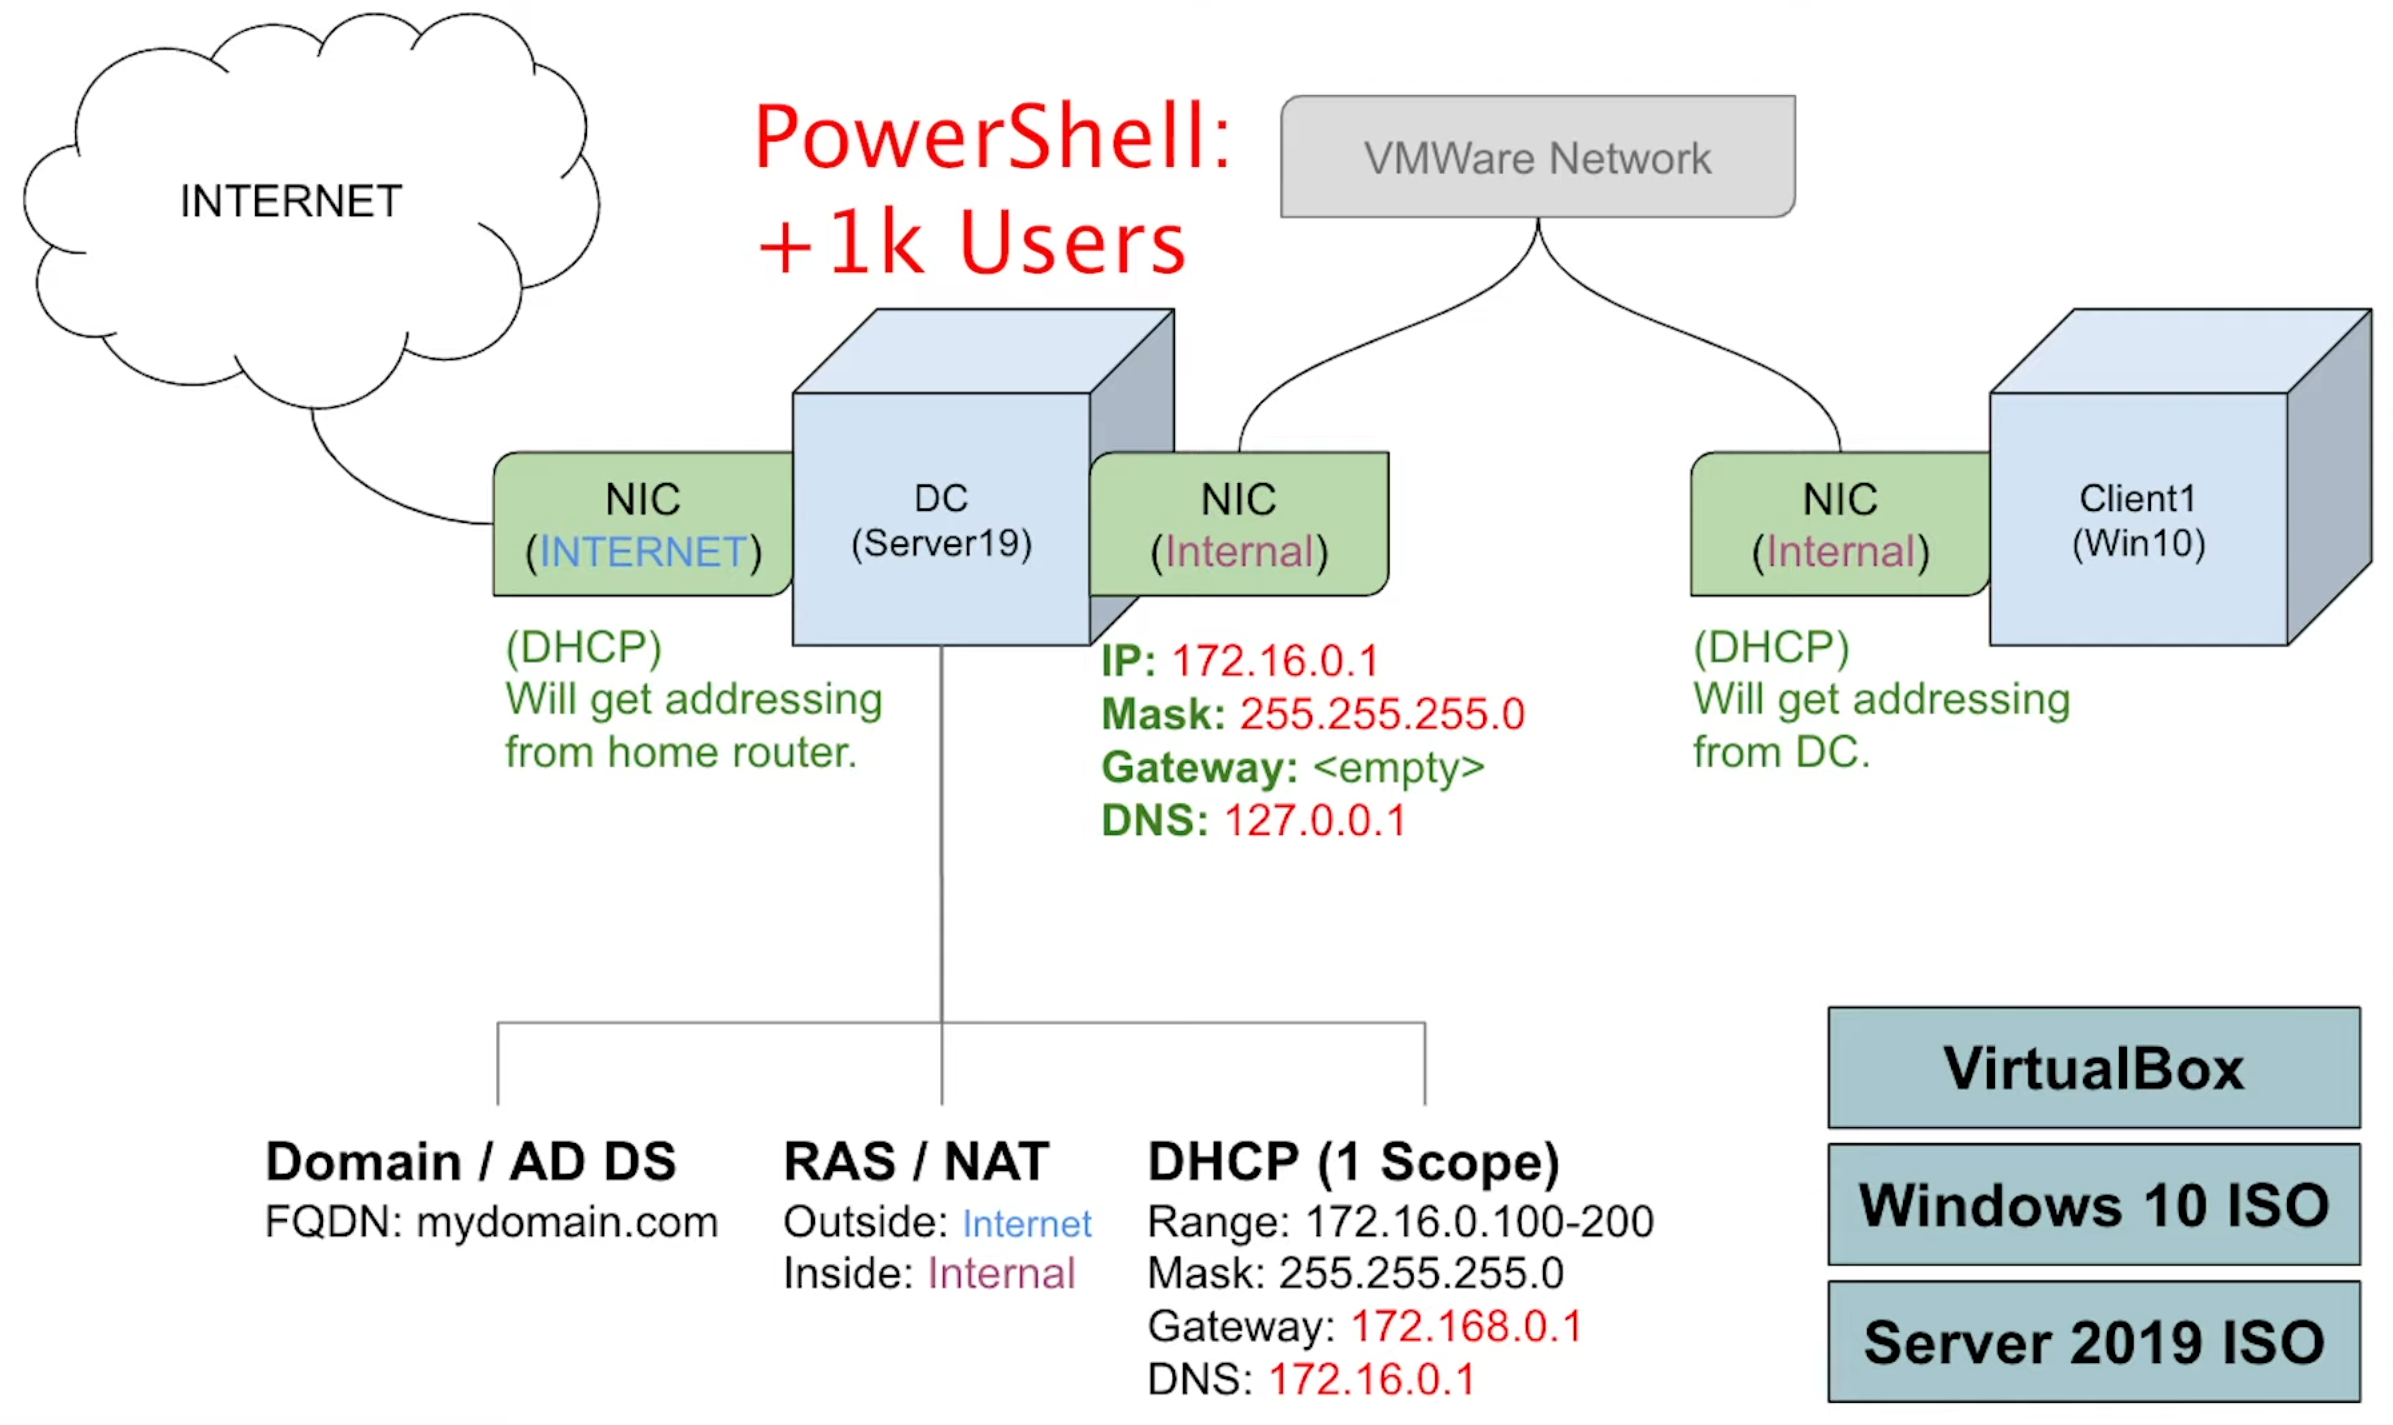 INTERNET
PowerShell:
+1k Users
VMWare Network
NIC
(INTERNET)
DC
(Server19)
NIC
(Internal)
NIC
(Internal)
Client1
(Win10)
(DHCP)
Will get addressing
from home router.
IP: 172.16.0.1
Mask: 255.255.255.0
Gateway: <empty>
DNS: 127.0.0.1
(DHCP)
Will get addressing
from DC.
Domain / AD DS
FQDN: mydomain.com
RAS / NAT
Outside: Internet
Inside: Internal
DHCP (1 Scope)
Range: 172.16.0.100-200
Mask: 255.255.255.0
Gateway: 172.168.0.1
DNS: 172.16.0.1
VirtualBox
Windows 10 ISO
Server 2019 ISO